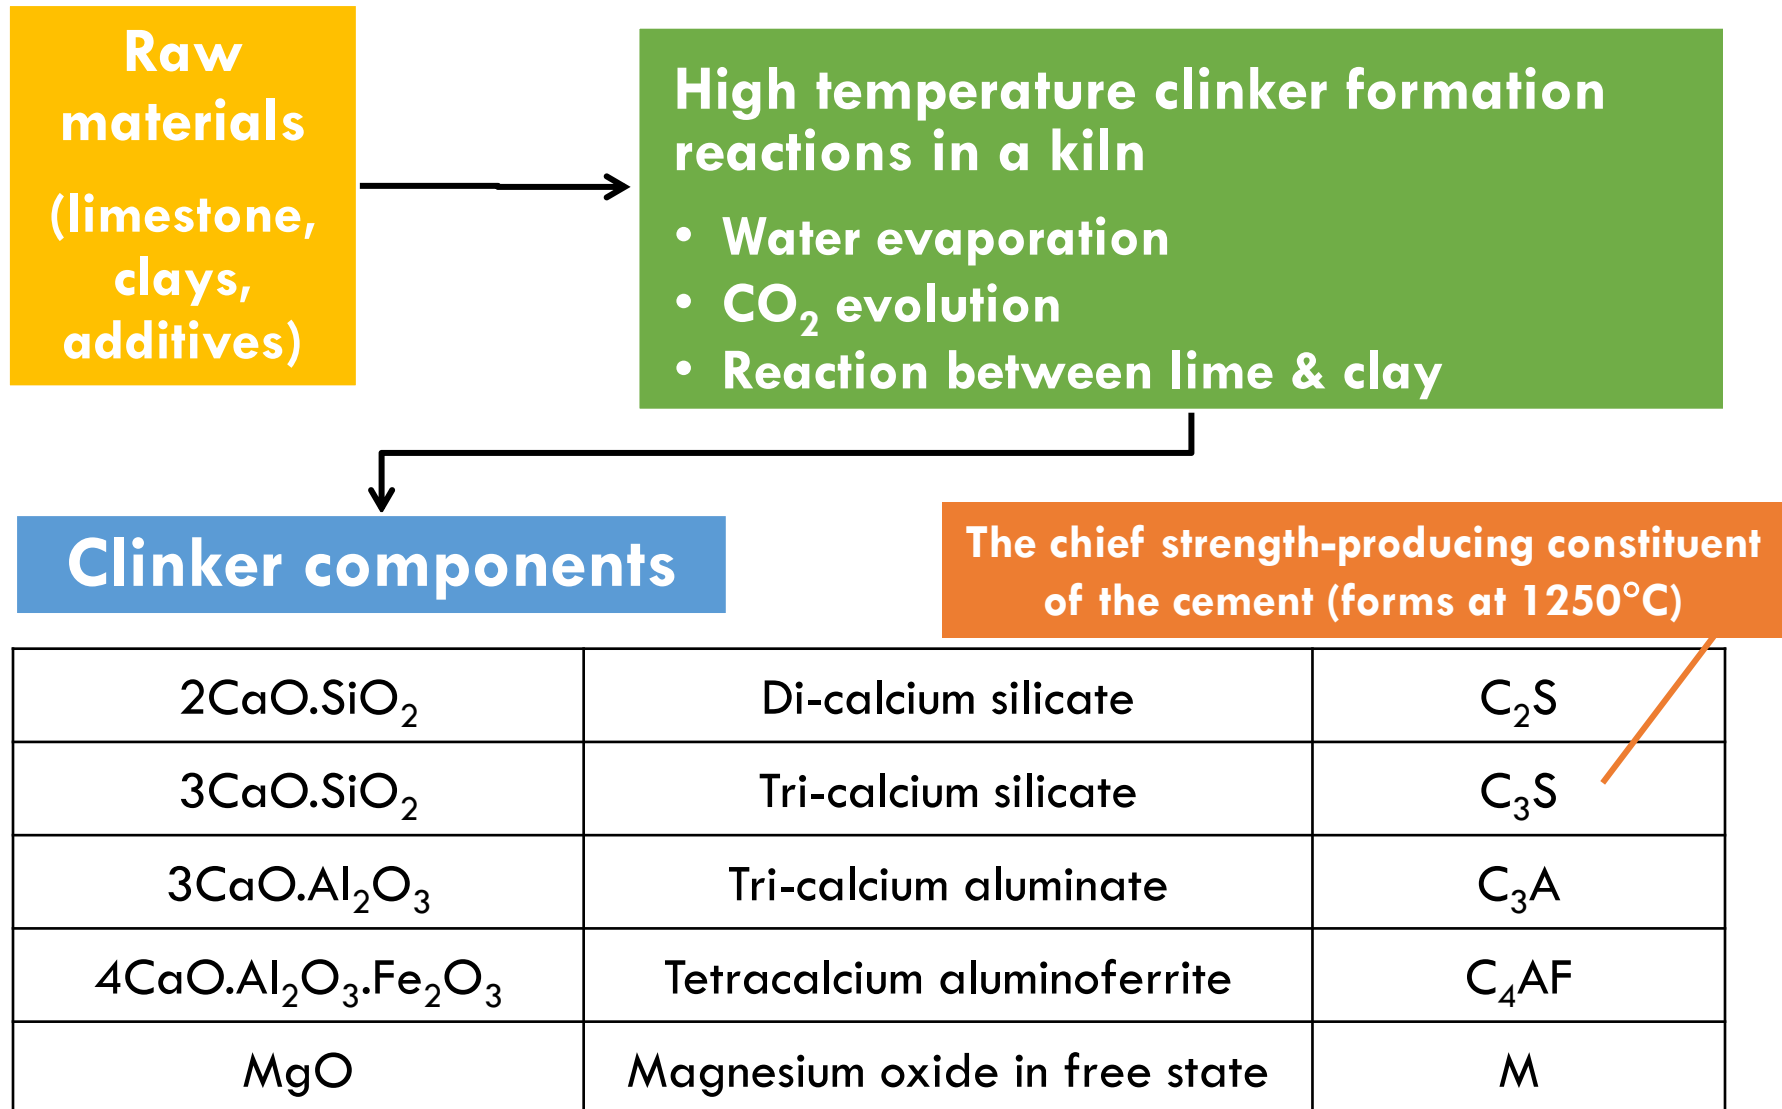 Raw
materials
(limestone,
clays,
additives)
High temperature clinker formation
reactions in a kiln
• Water evaporation
• CO₂ evolution
• Reaction between lime & clay
Clinker components
The chief strength-producing constituent
of the cement (forms at 1250°C)
2CaO.SiO₂ Di-calcium silicate C₂S
3CaO.SiO₂ Tri-calcium silicate C₃S
3CaO.Al₂O₃ Tri-calcium aluminate C₃A
4CaO.Al₂O₃.Fe₂O₃ Tetracalcium aluminoferrite C₄AF
MgO Magnesium oxide in free state M